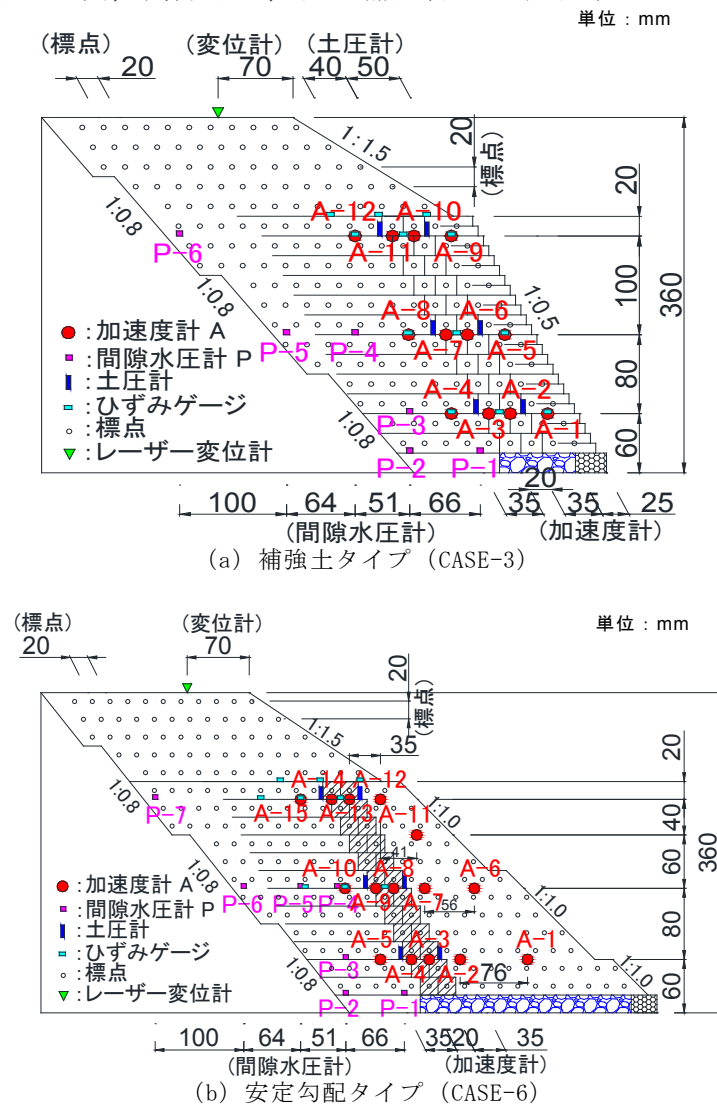 単位：mm
(標点) (変位計) (土圧計)
20 70 40 50
1:1.5
20
(標点)
20
A-12 A-10
1:0.8
P-6
A-11 A-9
100
360
1:0.8
1:0.5
A-8 A-6
P-5 P-4 A-7 A-5
80
A-4 A-2
1:0.8
P-3 A-3 A-1
60
P-2 P-1
：加速度計 A
：間隙水圧計 P
：土圧計
：ひずみゲージ
：標点
：レーザー変位計
20
100 64 51 66 35 35 25
(間隙水圧計) (加速度計)
(a) 補強土タイプ (CASE-3)
(標点) (変位計)
単位：mm
20 70
20
(標点)
1:1.5
35
20
A-14 A-12
1:0.8
P-7 A-15 A-13 A-11
40
1:1.0
360
60
41
A-10 A-8 A-6
1:0.8
P-6 P-5 P-4 A-9 A-7
56
1:1.0
80
A-5 A-3 A-1
P-3 A-4 A-2
1:0.8
76
1:1.0
60
P-2 P-1
：加速度計 A
：間隙水圧計 P
：土圧計
：ひずみゲージ
：標点
：レーザー変位計
100 64 51 66 35 20 35
(間隙水圧計) (加速度計)
(b) 安定勾配タイプ (CASE-6)